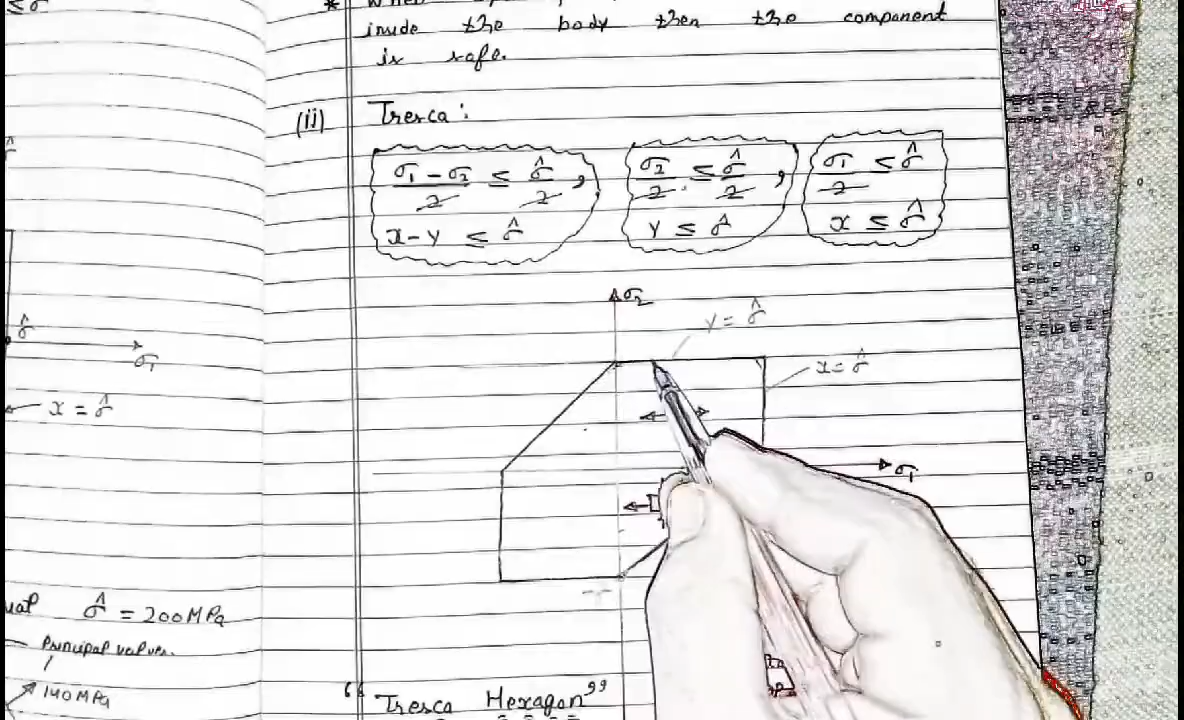 ≤σ
* When
inside the body then the component
is safe.
(ii) Tresca :
σ1 - σ2 / 2 ≤ σ̂ / 2 , σ2 / 2 ≤ σ̂ / 2 , σ1 / 2 ≤ σ̂
x - y ≤ σ̂ y ≤ σ̂ x ≤ σ̂
σ2
y = σ̂
x = σ̂
σ1
σ̂
σ1
x = σ̂
σ̂ = 200 MPa
Principal values.
140 MPa
"Tresca Hexagon"